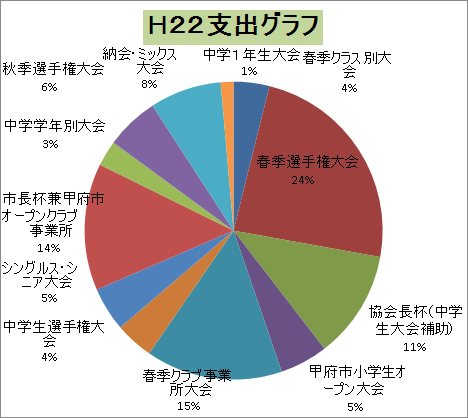 H22支出グラフ
中学１年生大会
1%
春季クラス別大
会
4%
春季選手権大会
24%
協会長杯(中学
生大会補助)
11%
甲府市小学生オ
ープン大会
5%
春季クラブ事業
所大会
15%
中学生選手権大
会
4%
シングルス・シ
ニア大会
5%
市長杯兼甲府市
オープンクラブ
事業所
14%
中学学年別大会
3%
秋季選手権大会
6%
納会・ミックス
大会
8%